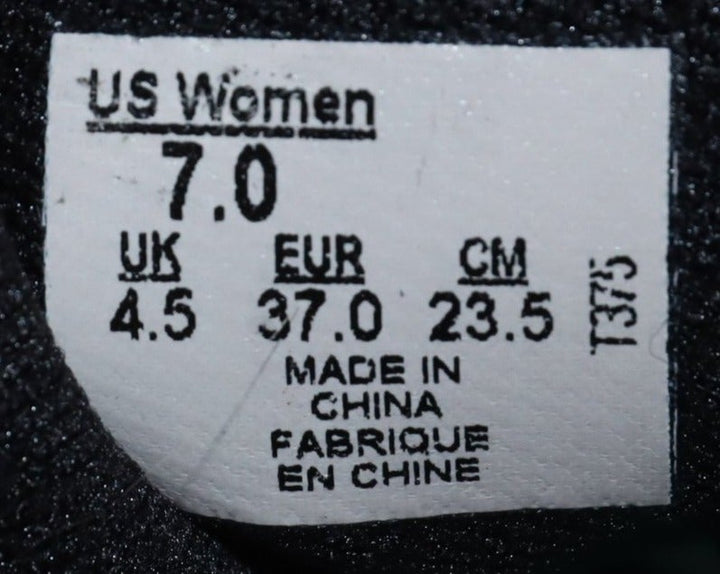 US Women
7.0
UK EUR CM
4.5 37.0 23.5
T375
MADE IN
CHINA
FABRIQUE
EN CHINE